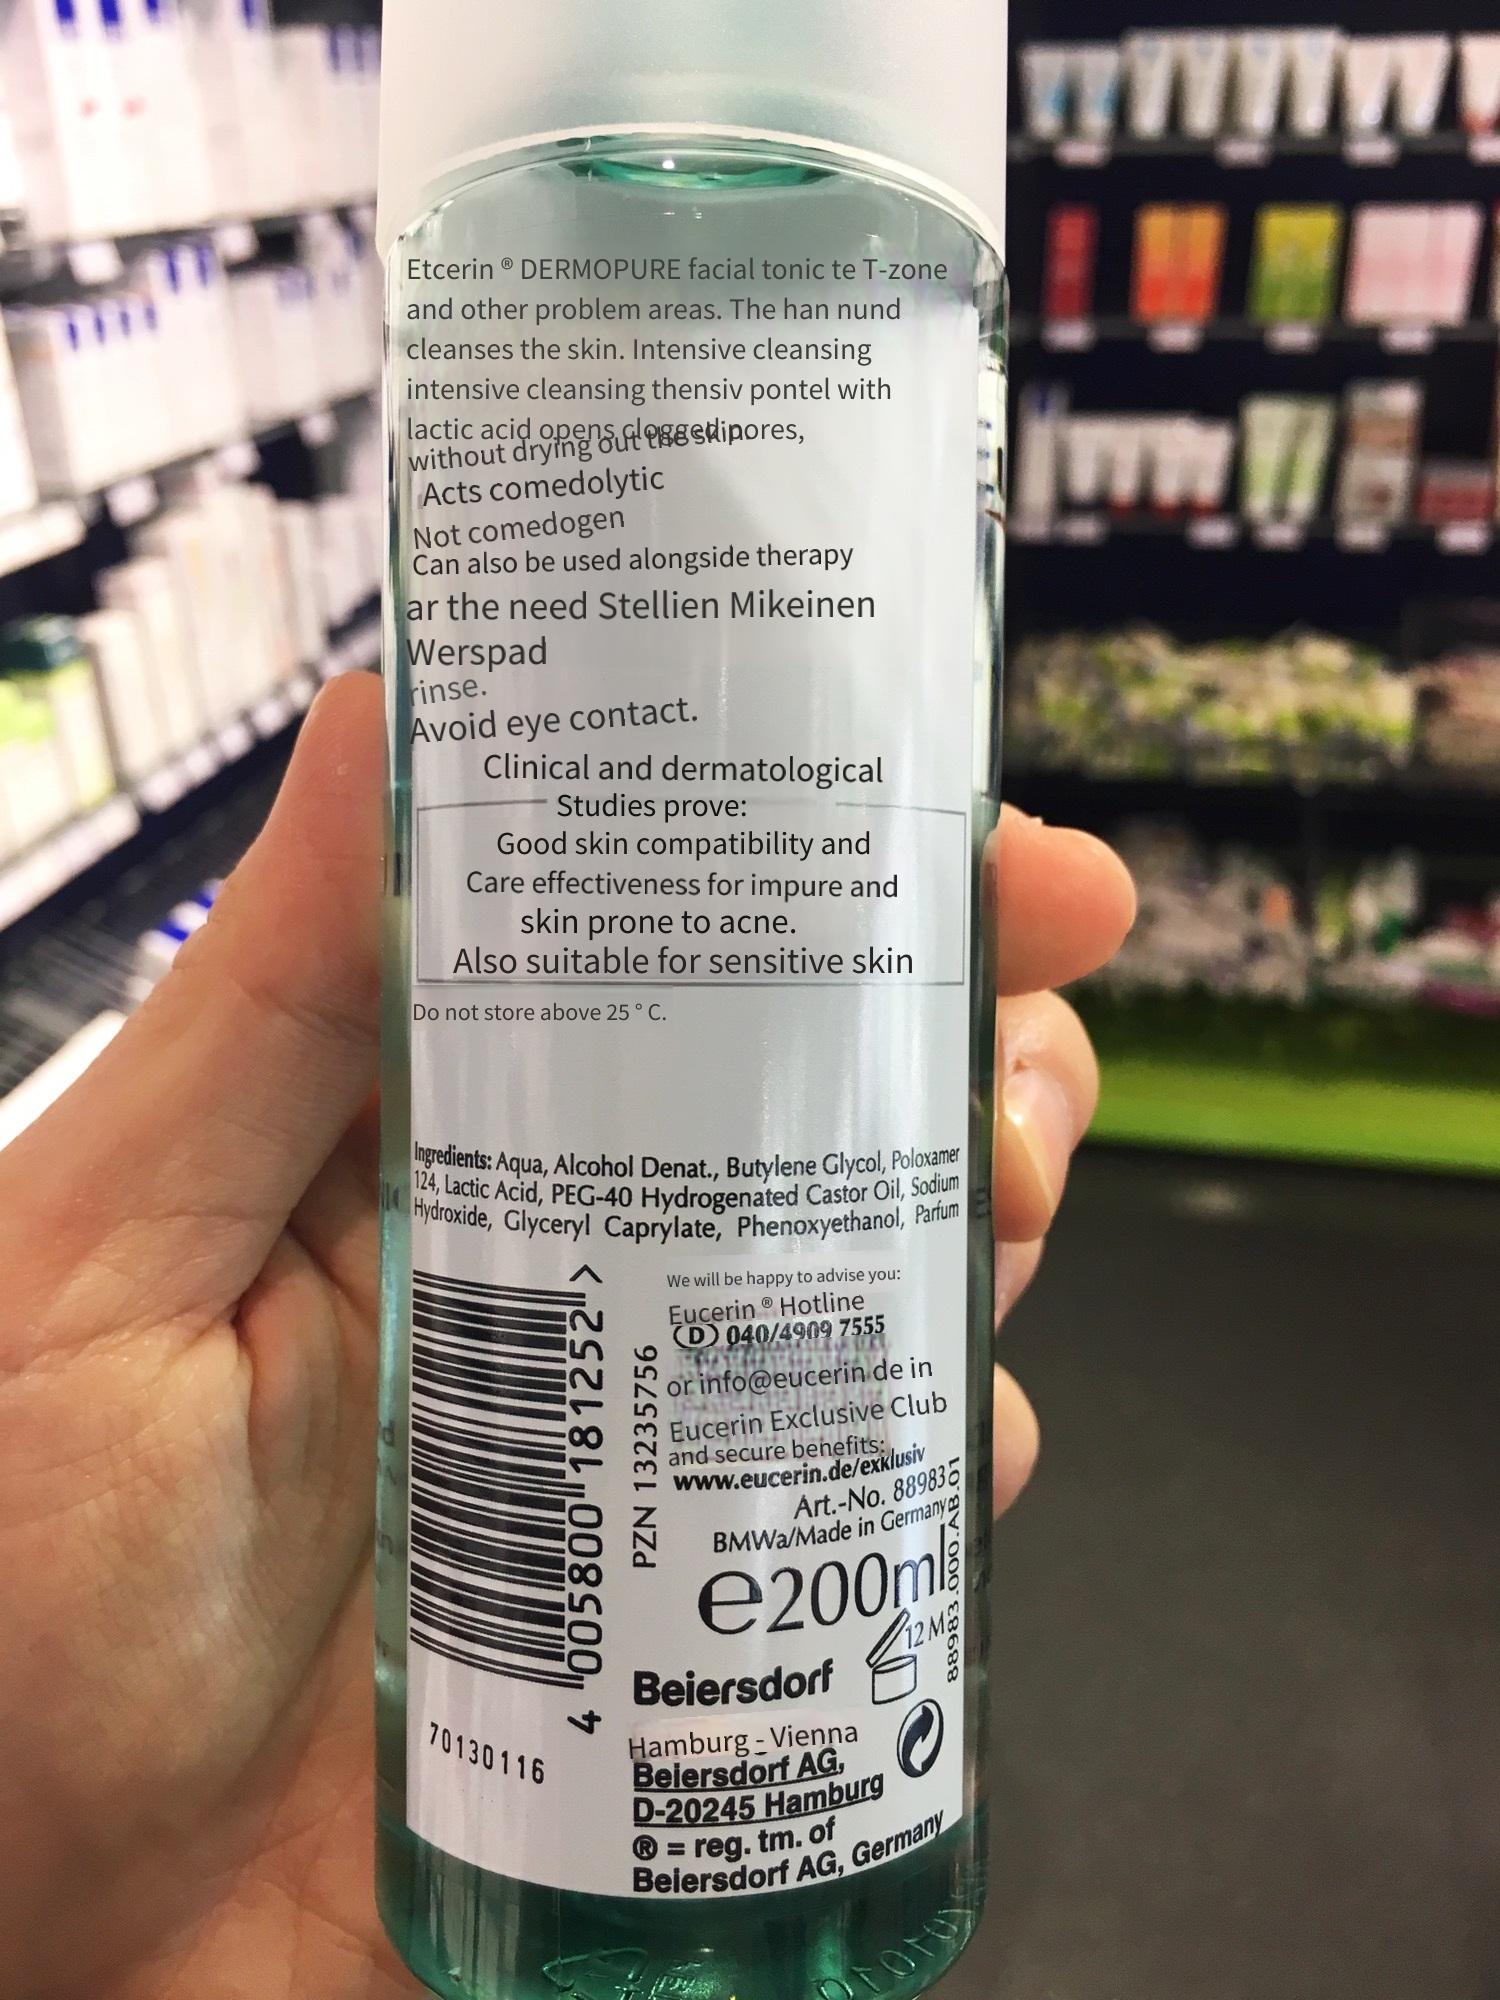 Etcerin ® DERMOPURE facial tonic te T-zone
and other problem areas. The han nund
cleanses the skin. Intensive cleansing
intensive cleansing thensiv pontel with
lactic acid opens clogged pores,
without drying out the skin.
Acts comedolytic
Not comedogen
Can also be used alongside therapy
ar the need Stellien Mikeinen
Werspad
rinse.
Avoid eye contact.
Clinical and dermatological
Studies prove:
Good skin compatibility and
Care effectiveness for impure and
skin prone to acne.
Also suitable for sensitive skin
Do not store above 25 ° C.
Ingredients: Aqua, Alcohol Denat., Butylene Glycol, Poloxamer
124, Lactic Acid, PEG-40 Hydrogenated Castor Oil, Sodium
Hydroxide, Glyceryl Caprylate, Phenoxyethanol, Parfum
4 005800 181252 >
PZN 13235756
We will be happy to advise you:
Eucerin ® Hotline
(D) 040/4909 7555
or info@eucerin.de in
Eucerin Exclusive Club
and secure benefits:
www.eucerin.de/exklusiv
Art.-No. 88983
BMWa/Made in Germany
88983.000.AB.01
e200ml
12 M
Beiersdorf
Hamburg - Vienna
Beiersdorf AG,
D-20245 Hamburg
® = reg. tm. of
Beiersdorf AG, Germany
70130116